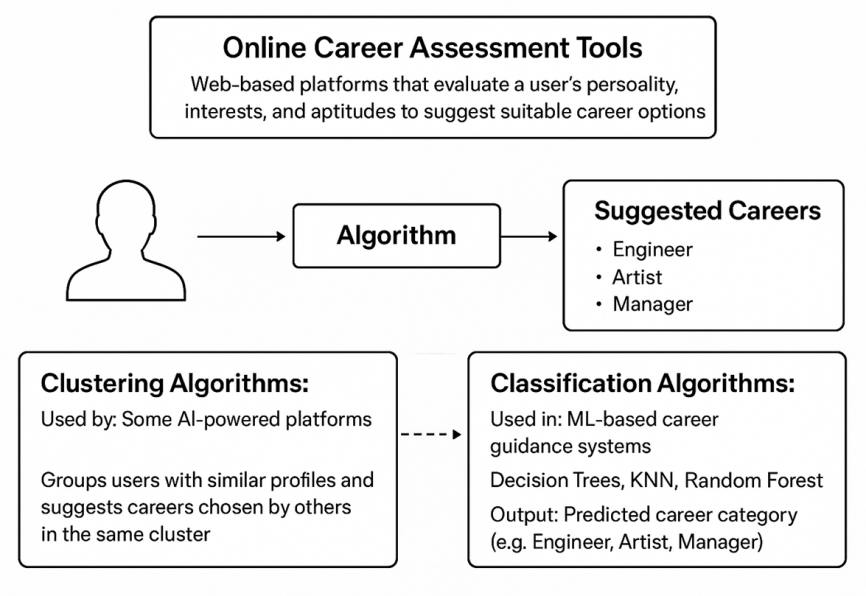 Online Career Assessment Tools
Web-based platforms that evaluate a user's persoality,
interests, and aptitudes to suggest suitable career options
Algorithm
Suggested Careers
• Engineer
• Artist
• Manager
Clustering Algorithms:
Used by: Some AI-powered platforms
Groups users with similar profiles and
suggests careers chosen by others
in the same cluster
Classification Algorithms:
Used in: ML-based career
guidance systems
Decision Trees, KNN, Random Forest
Output: Predicted career category
(e.g. Engineer, Artist, Manager)